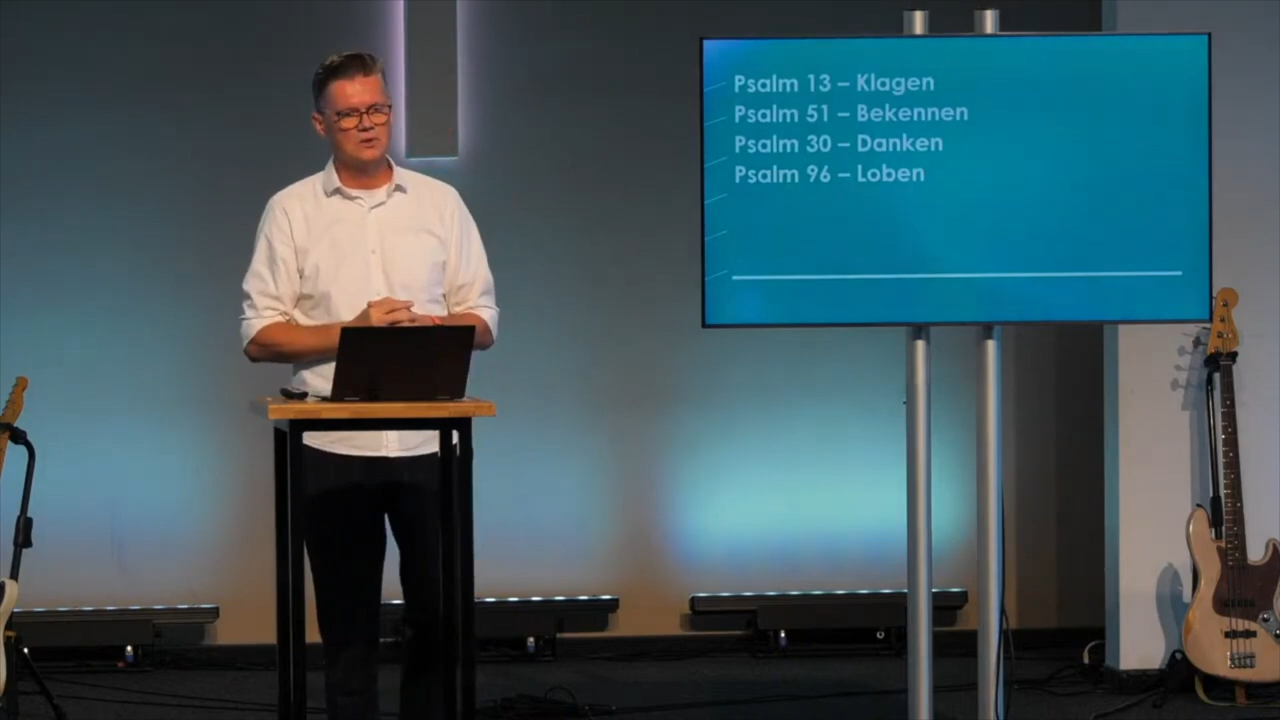 Psalm 13 – Klagen
Psalm 51 – Bekennen
Psalm 30 – Danken
Psalm 96 – Loben